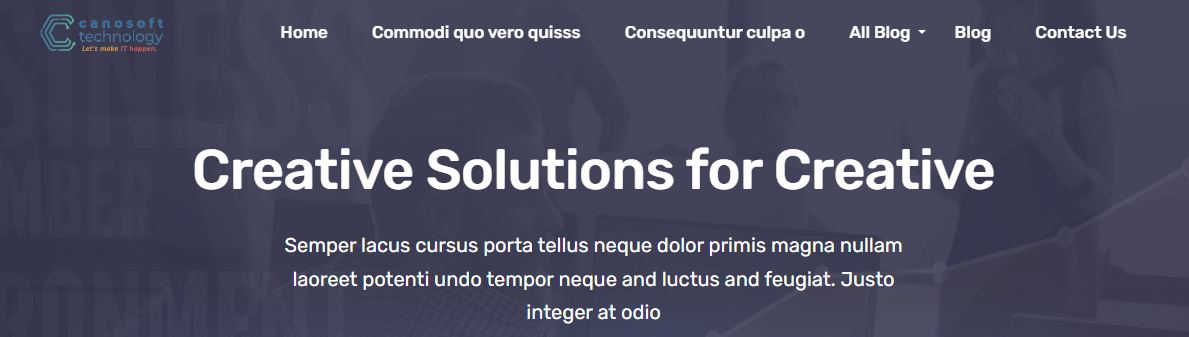 canosoft
technology
Let's make IT happen.
Home Commodi quo vero quisss Consequuntur culpa o All Blog Blog Contact Us
Creative Solutions for Creative
Semper lacus cursus porta tellus neque dolor primis magna nullam
laoreet potenti undo tempor neque and luctus and feugiat. Justo
integer at odio